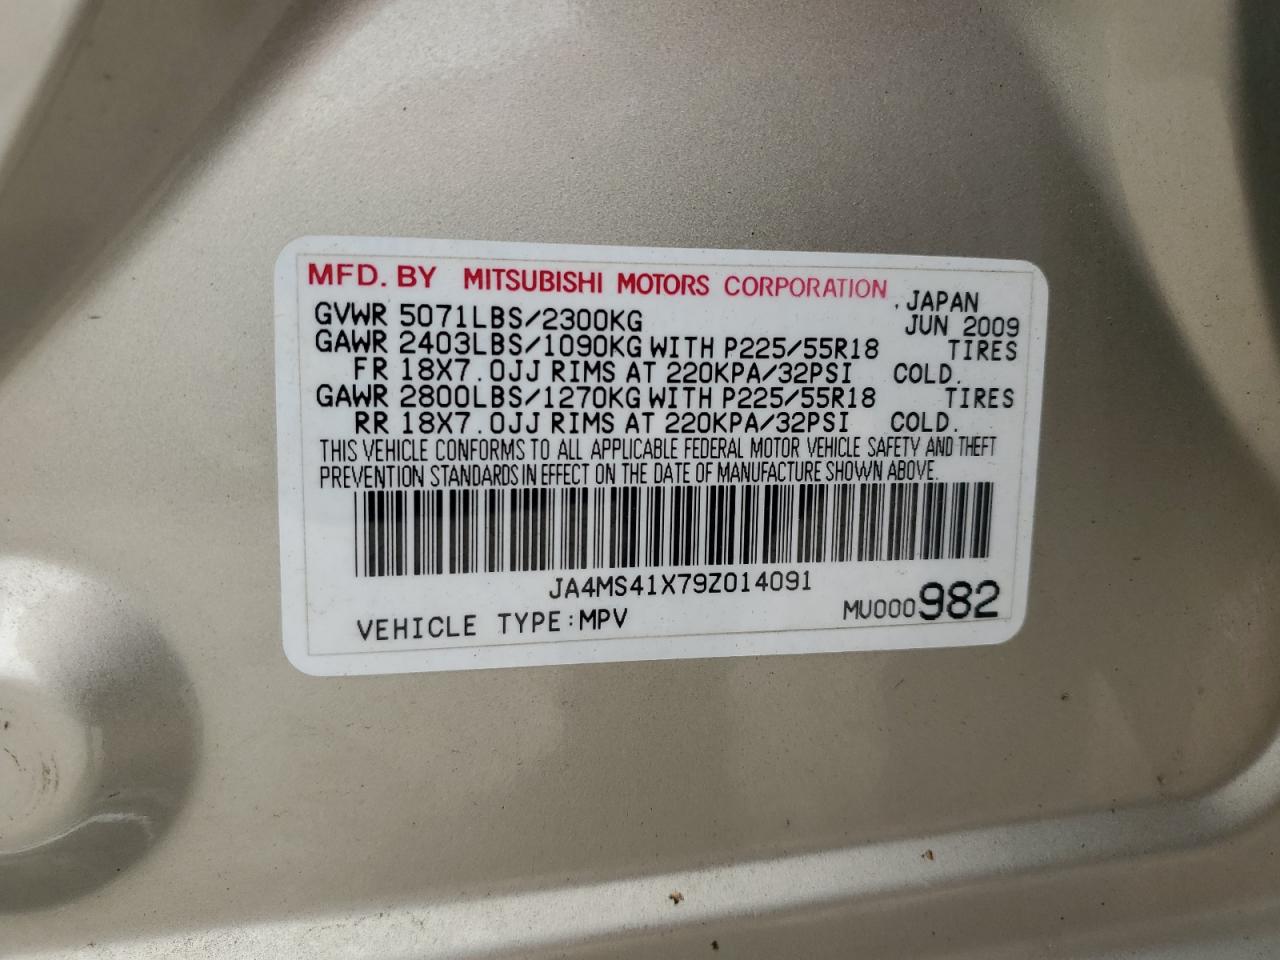 MFD. BY MITSUBISHI MOTORS CORPORATION. JAPAN
GVWR 5071LBS/2300KG JUN 2009
GAWR 2403LBS/1090KG WITH P225/55R18 TIRES
FR 18X7.0JJ RIMS AT 220KPA/32PSI COLD.
GAWR 2800LBS/1270KG WITH P225/55R18 TIRES
RR 18X7.0JJ RIMS AT 220KPA/32PSI COLD.
THIS VEHICLE CONFORMS TO ALL APPLICABLE FEDERAL MOTOR VEHICLE SAFETY AND THEFT
PREVENTION STANDARDS IN EFFECT ON THE DATE OF MANUFACTURE SHOWN ABOVE.
JA4MS41X79Z014091
VEHICLE TYPE:MPV MU000982